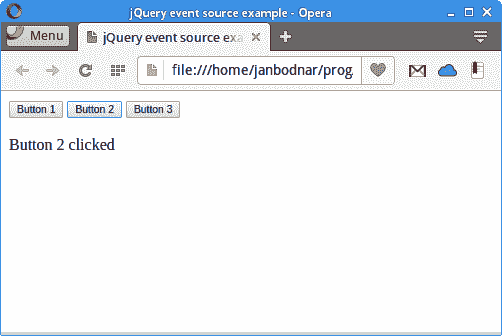 jQuery event source example - Opera
Menu
jQuery event source exa
file:///home/janbodnar/prog
Button 1 Button 2 Button 3
Button 2 clicked